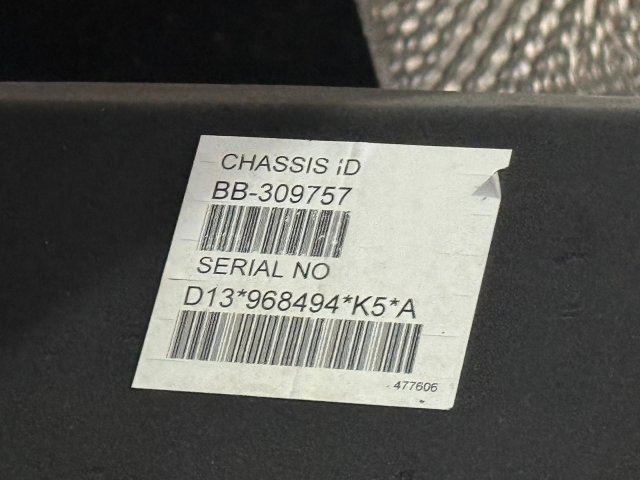 CHASSIS ID
BB-309757
SERIAL NO
D13*968494*K5*A
477606